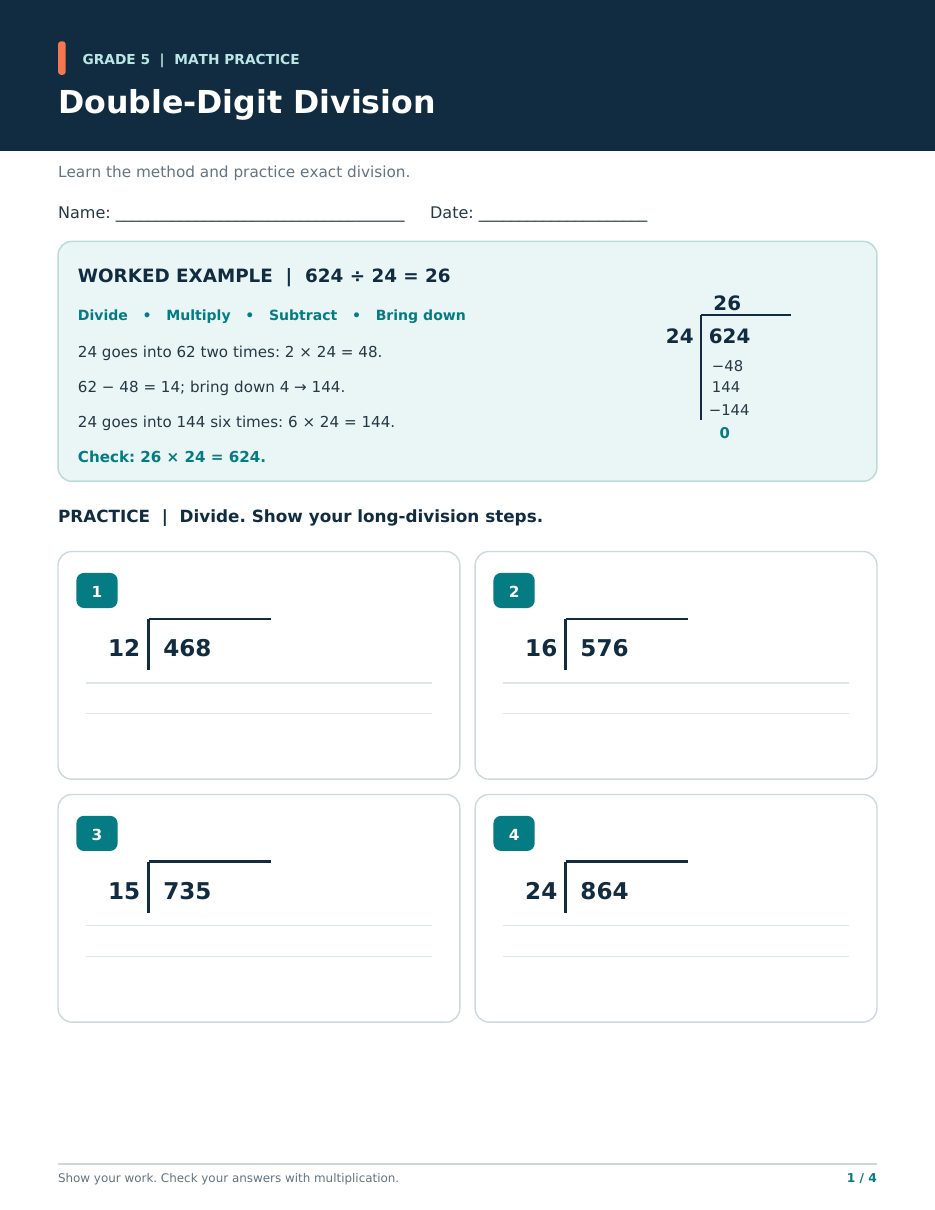 GRADE 5 | MATH PRACTICE
Double-Digit Division
Learn the method and practice exact division.
Name: ____________________________________ Date: _____________________
WORKED EXAMPLE | 624 ÷ 24 = 26
Divide • Multiply • Subtract • Bring down
24 goes into 62 two times: 2 × 24 = 48.
62 − 48 = 14; bring down 4 → 144.
24 goes into 144 six times: 6 × 24 = 144.
Check: 26 × 24 = 624.
26
24 624
−48
144
−144
0
PRACTICE | Divide. Show your long-division steps.
1
12 468
2
16 576
3
15 735
4
24 864
Show your work. Check your answers with multiplication.
1 / 4